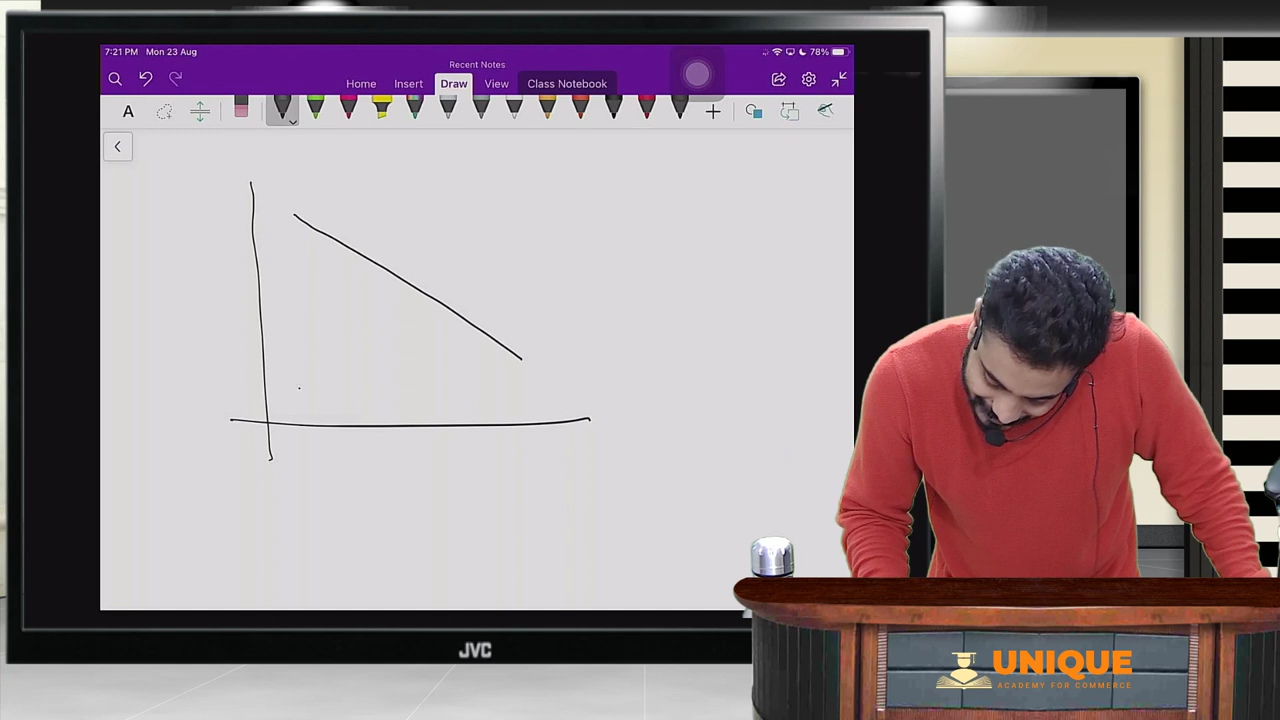 7:21 PM Mon 23 Aug
78%
Recent Notes
Home Insert Draw View Class Notebook
A
JVC
UNIQUE
ACADEMY FOR COMMERCE